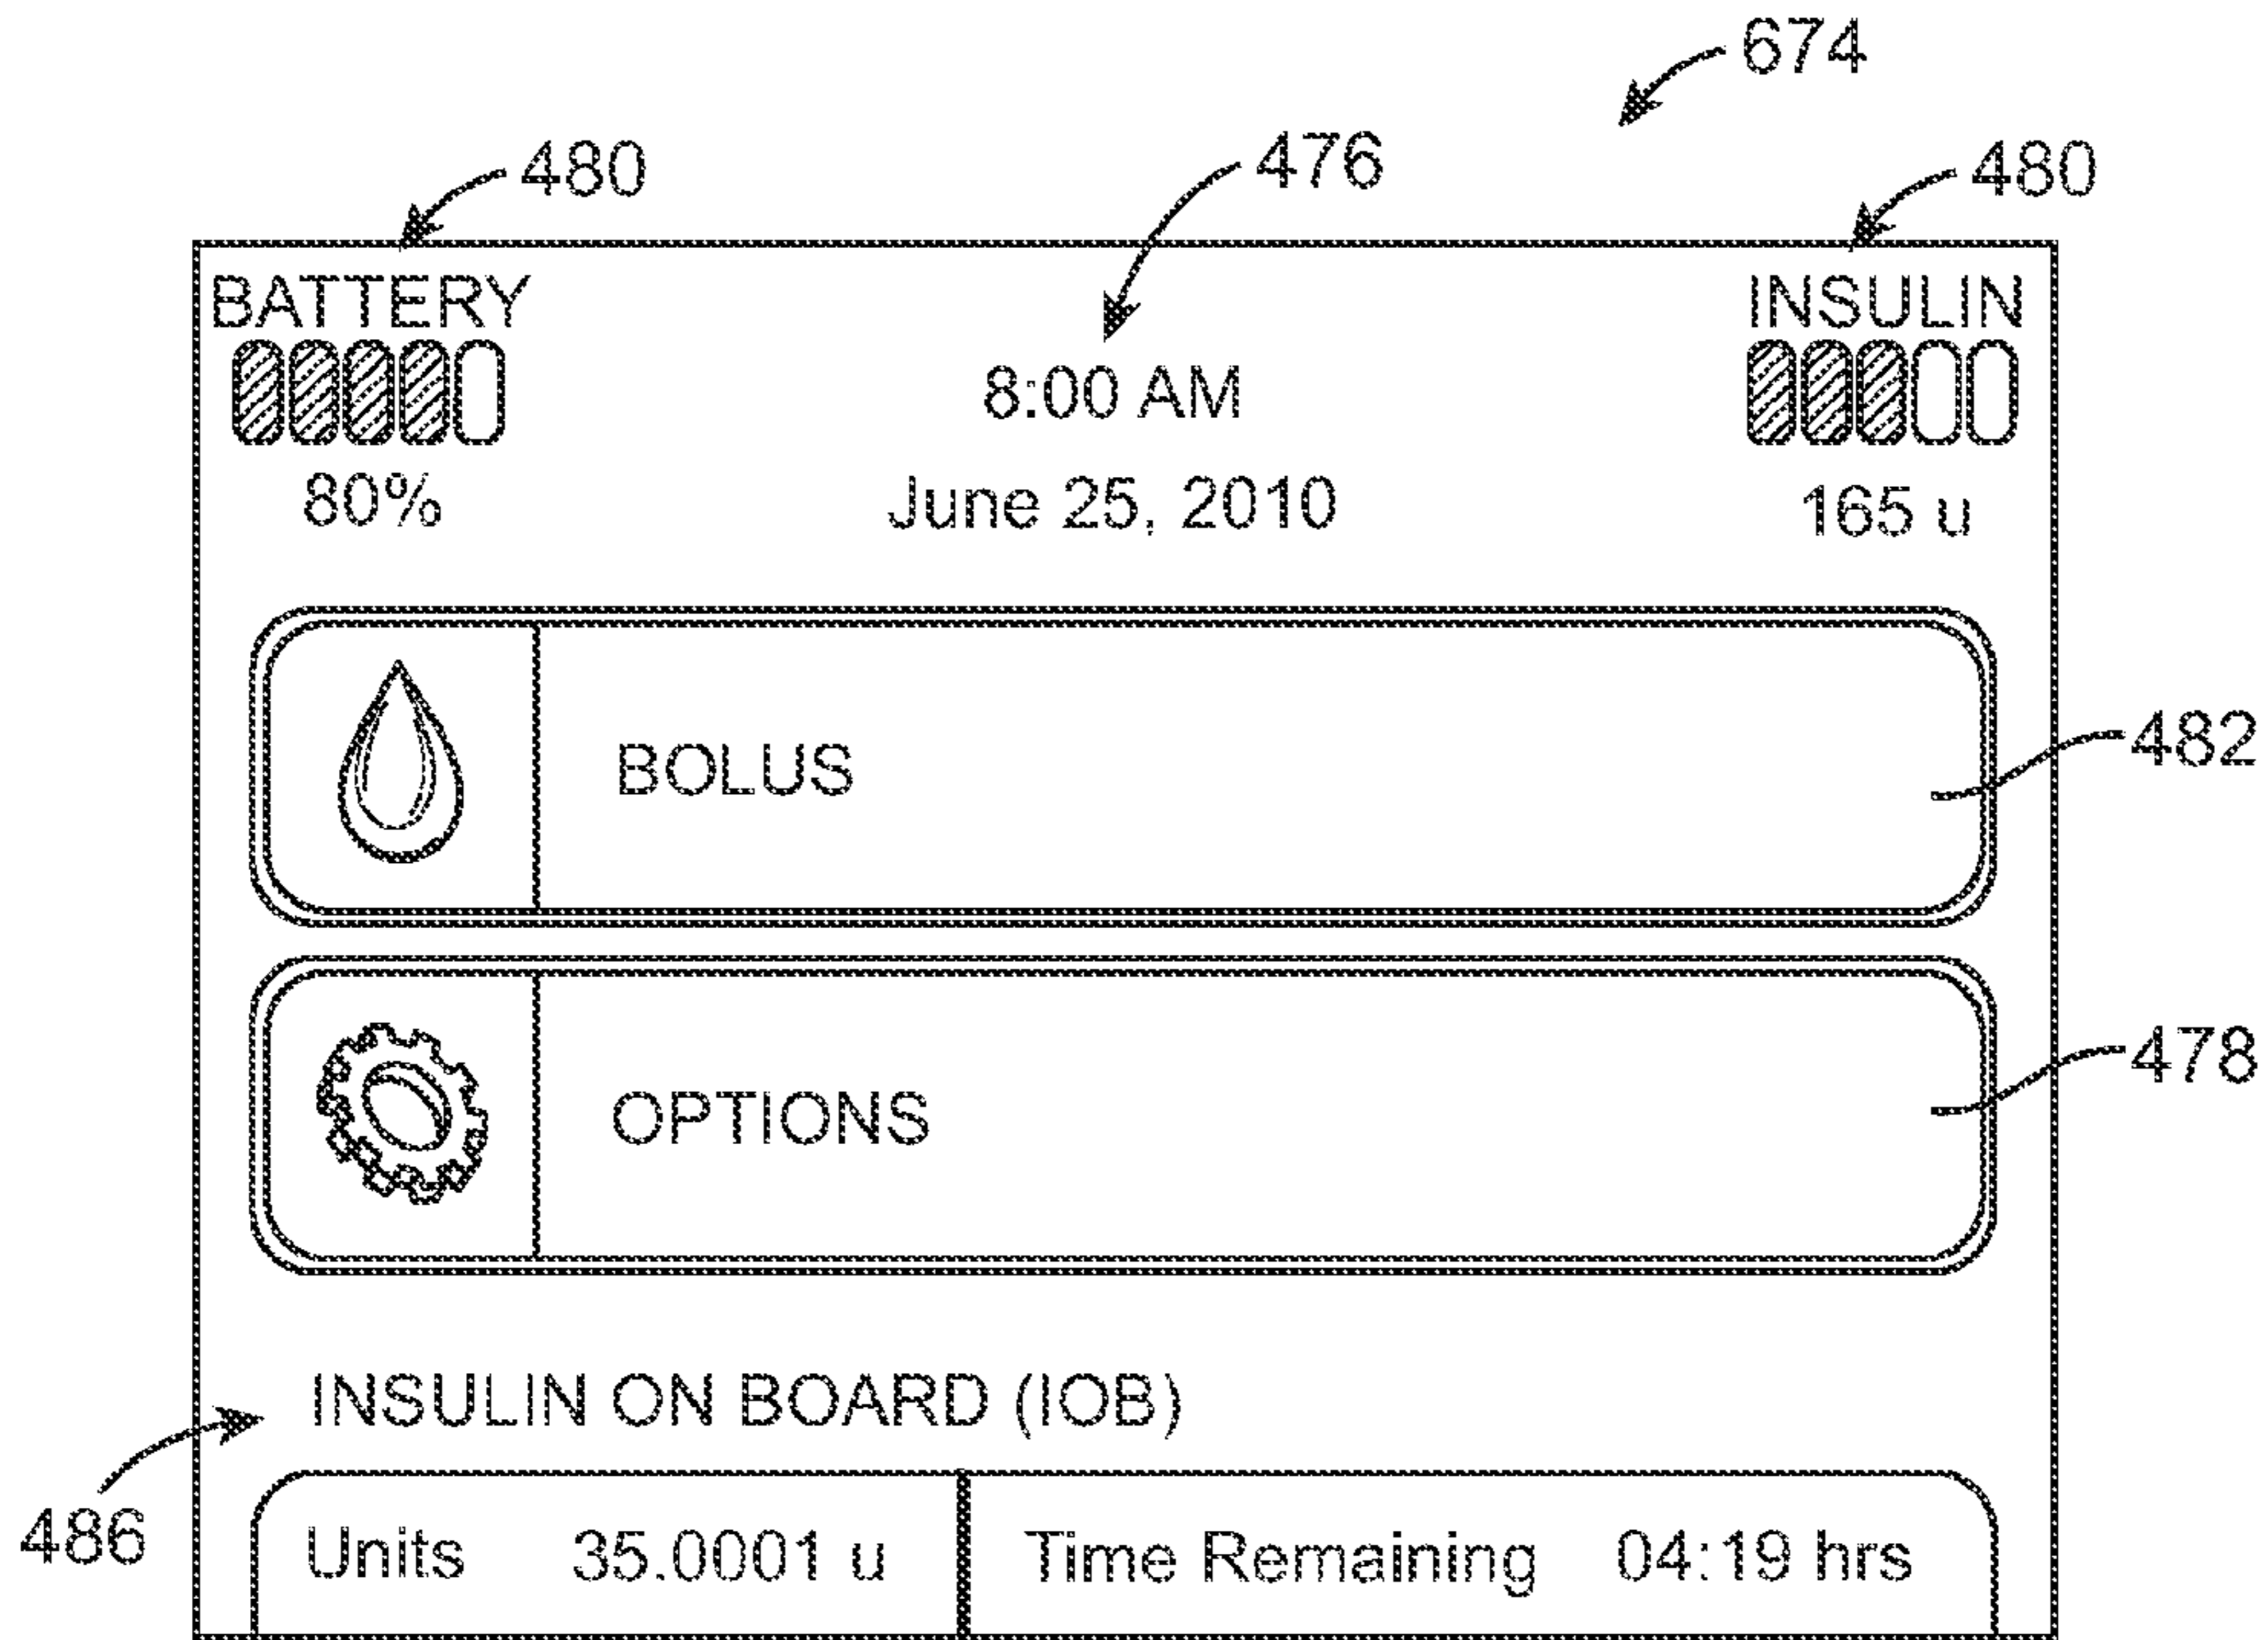 674
480
476
480
BATTERY
INSULIN
8:00 AM
80%
June 25, 2010
165 u
BOLUS
482
OPTIONS
478
INSULIN ON BOARD (IOB)
486
Units 35.0001 u Time Remaining 04:19 hrs